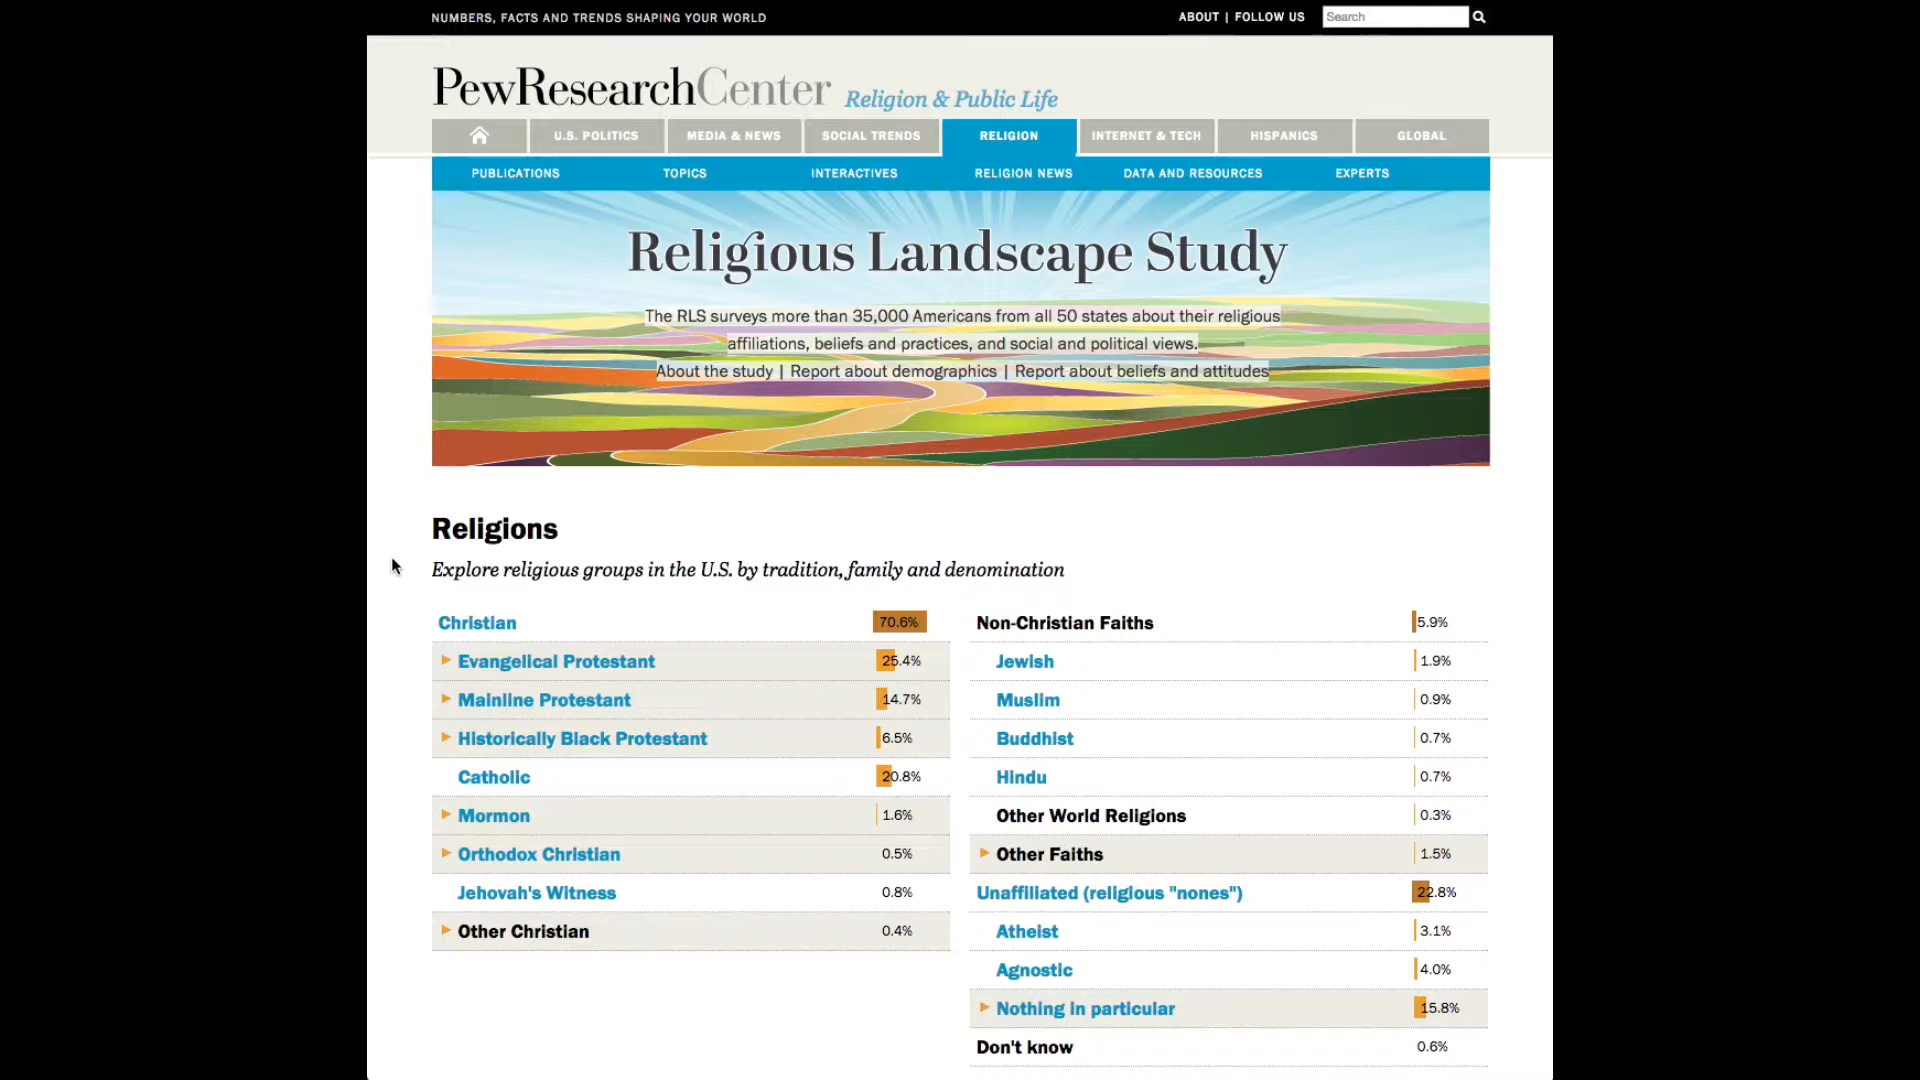 NUMBERS, FACTS AND TRENDS SHAPING YOUR WORLD
ABOUT | FOLLOW US
Search
PewResearchCenter Religion & Public Life
U.S. POLITICS MEDIA & NEWS SOCIAL TRENDS RELIGION INTERNET & TECH HISPANICS GLOBAL
PUBLICATIONS TOPICS INTERACTIVES RELIGION NEWS DATA AND RESOURCES EXPERTS
Religious Landscape Study
The RLS surveys more than 35,000 Americans from all 50 states about their religious
affiliations, beliefs and practices, and social and political views.
About the study | Report about demographics | Report about beliefs and attitudes
Religions
Explore religious groups in the U.S. by tradition, family and denomination
Christian 70.6%
Evangelical Protestant 25.4%
Mainline Protestant 14.7%
Historically Black Protestant 6.5%
Catholic 20.8%
Mormon 1.6%
Orthodox Christian 0.5%
Jehovah's Witness 0.8%
Other Christian 0.4%
Non-Christian Faiths 5.9%
Jewish 1.9%
Muslim 0.9%
Buddhist 0.7%
Hindu 0.7%
Other World Religions 0.3%
Other Faiths 1.5%
Unaffiliated (religious "nones") 22.8%
Atheist 3.1%
Agnostic 4.0%
Nothing in particular 15.8%
Don't know 0.6%